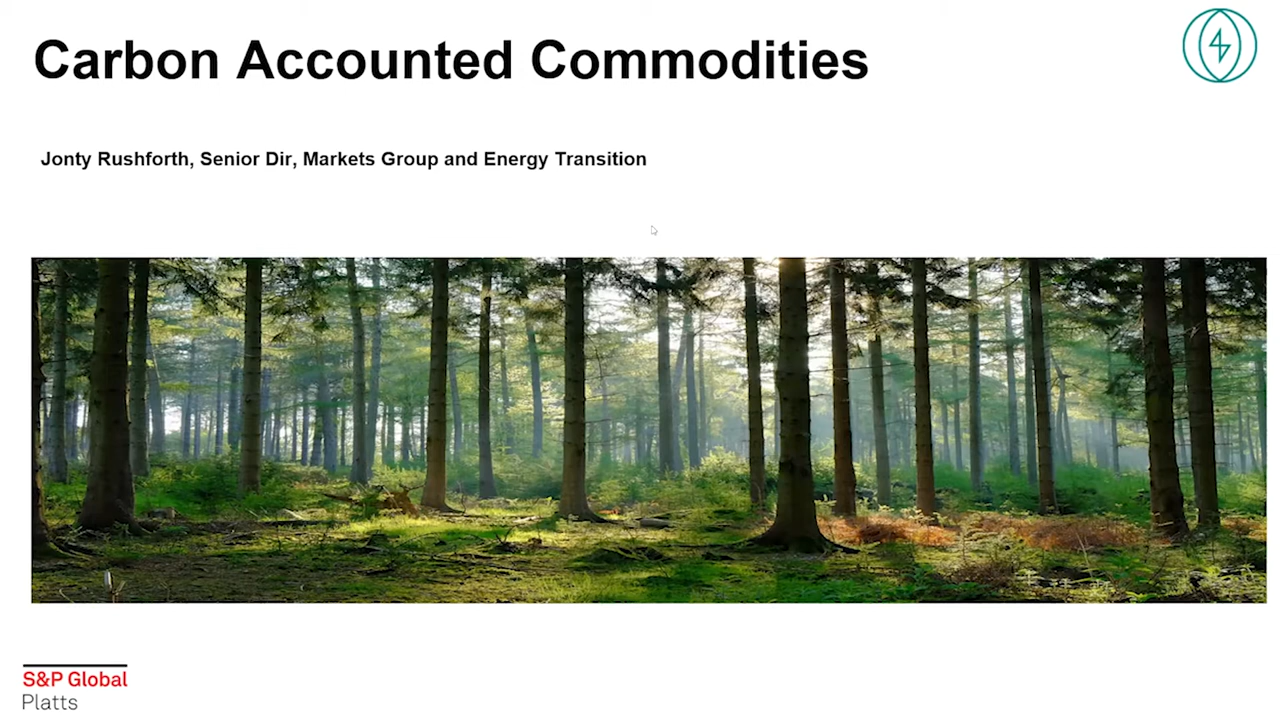 Carbon Accounted Commodities
Jonty Rushforth, Senior Dir, Markets Group and Energy Transition
S&P Global
Platts